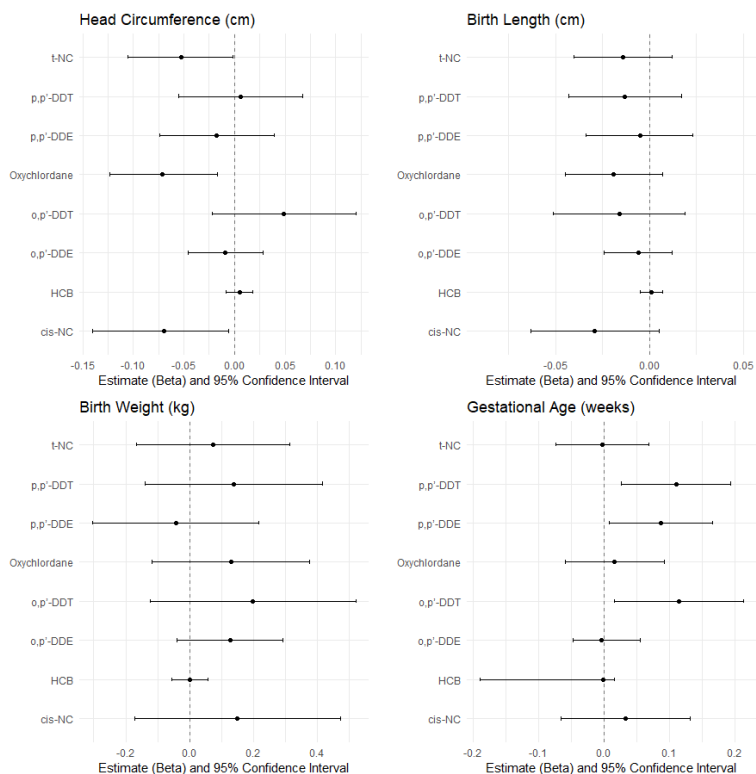 Head Circumference (cm)
t-NC
p,p'-DDT
p,p'-DDE
Oxychlordane
o,p'-DDT
o,p'-DDE
HCB
cis-NC
-0.15 -0.10 -0.05 0.00 0.05 0.10
Estimate (Beta) and 95% Confidence Interval
Birth Length (cm)
t-NC
p,p'-DDT
p,p'-DDE
Oxychlordane
o,p'-DDT
o,p'-DDE
HCB
cis-NC
-0.05 0.00 0.05
Estimate (Beta) and 95% Confidence Interval
Birth Weight (kg)
t-NC
p,p'-DDT
p,p'-DDE
Oxychlordane
o,p'-DDT
o,p'-DDE
HCB
cis-NC
-0.2 0.0 0.2 0.4
Estimate (Beta) and 95% Confidence Interval
Gestational Age (weeks)
t-NC
p,p'-DDT
p,p'-DDE
Oxychlordane
o,p'-DDT
o,p'-DDE
HCB
cis-NC
-0.2 -0.1 0.0 0.1 0.2
Estimate (Beta) and 95% Confidence Interval